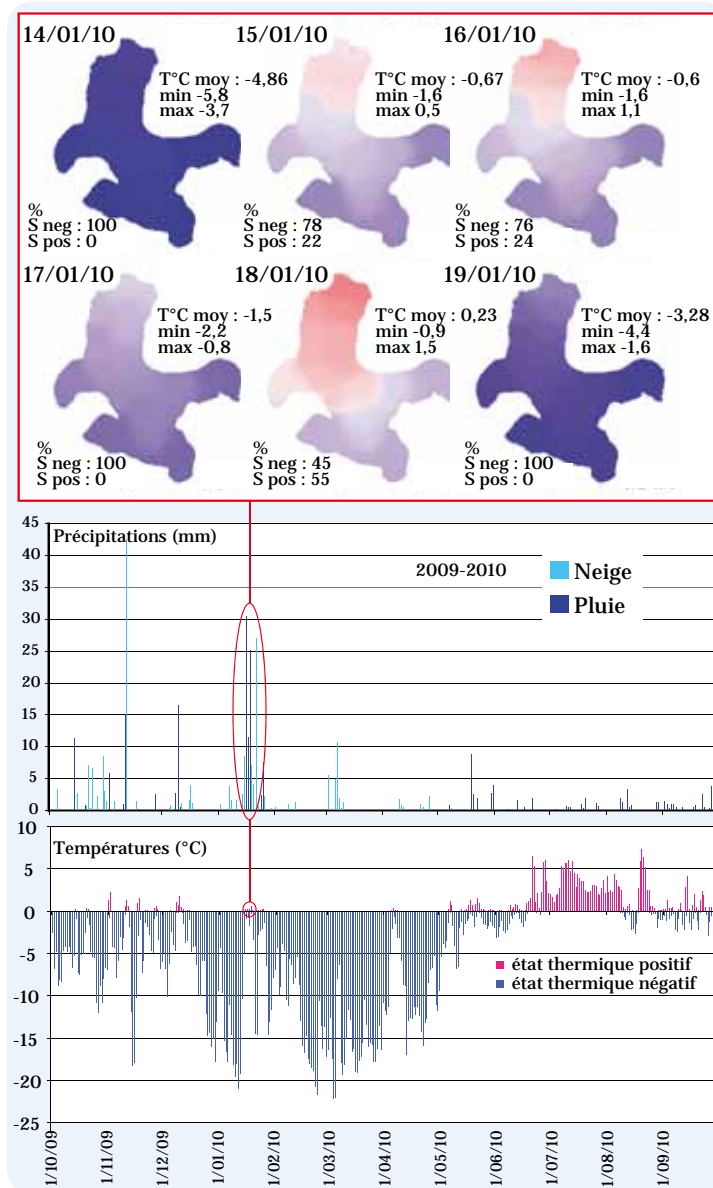 14/01/10
T°C moy : -4,86
min -5,8
max -3,7
%
S neg : 100
S pos : 0
15/01/10
T°C moy : -0,67
min -1,6
max 0,5
%
S neg : 78
S pos : 22
16/01/10
T°C moy : -0,6
min -1,6
max 1,1
%
S neg : 76
S pos : 24
17/01/10
T°C moy : -1,5
min -2,2
max -0,8
%
S neg : 100
S pos : 0
18/01/10
T°C moy : 0,23
min -0,9
max 1,5
%
S neg : 45
S pos : 55
19/01/10
T°C moy : -3,28
min -4,4
max -1,6
%
S neg : 100
S pos : 0
Précipitations (mm)
2009-2010
Neige
Pluie
45
40
35
30
25
20
15
10
5
0
Températures (°C)
10
5
0
-5
-10
-15
-20
-25
état thermique positif
état thermique négatif
1/10/09
1/11/09
1/12/09
1/01/10
1/02/10
1/03/10
1/04/10
1/05/10
1/06/10
1/07/10
1/08/10
1/09/10